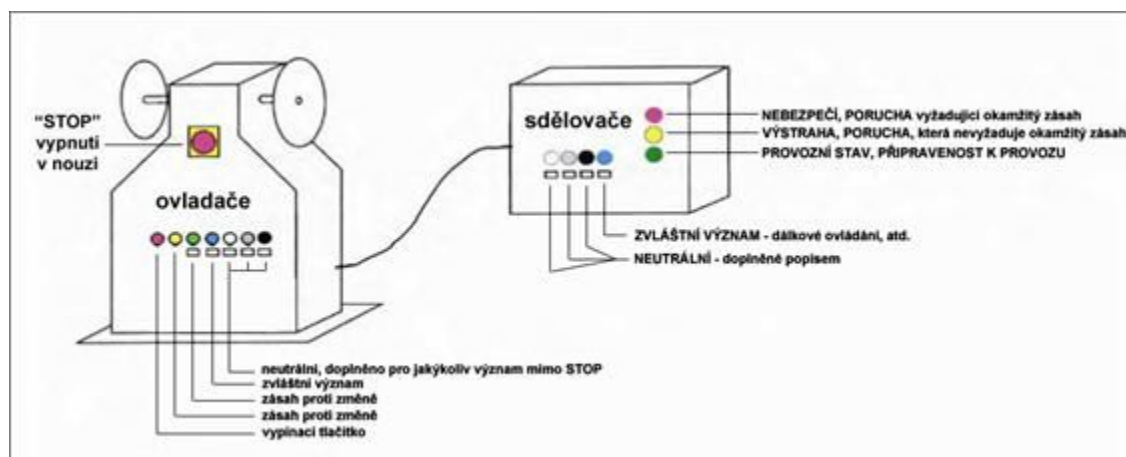 "STOP"
vypnutí
v nouzi
ovladače
neutrální, doplněno pro jakýkoliv význam mimo STOP
zvláštní význam
zásah proti změně
zásah proti změně
vypínací tlačítko
sdělovače
NEBEZPEČÍ, PORUCHA vyžadující okamžitý zásah
VÝSTRAHA, PORUCHA, která nevyžaduje okamžitý zásah
PROVOZNÍ STAV, PŘIPRAVENOST K PROVOZU
ZVLÁŠTNÍ VÝZNAM - dálkové ovládání, atd.
NEUTRÁLNÍ - doplněné popisem